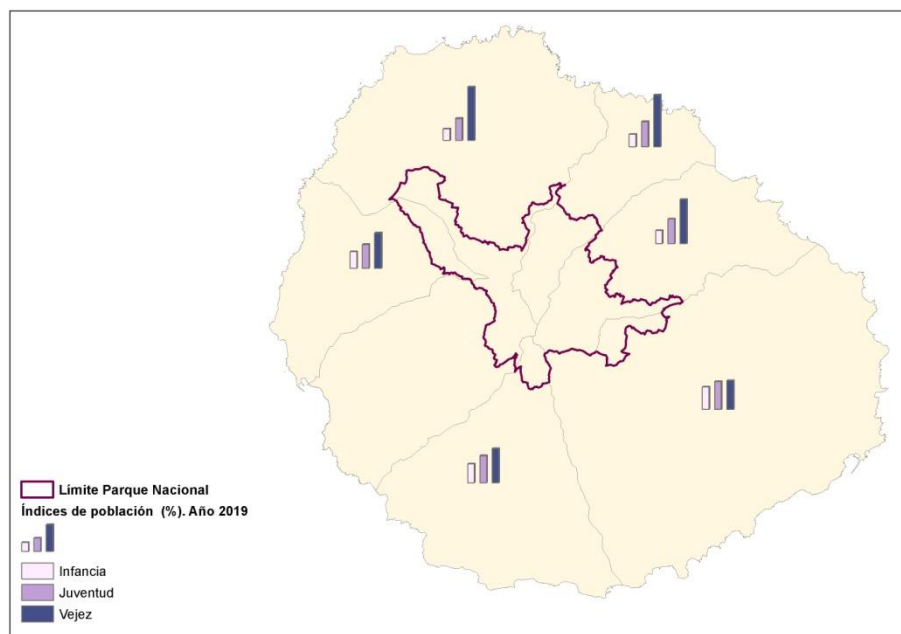 Límite Parque Nacional
Índices de población (%). Año 2019
Infancia
Juventud
Vejez